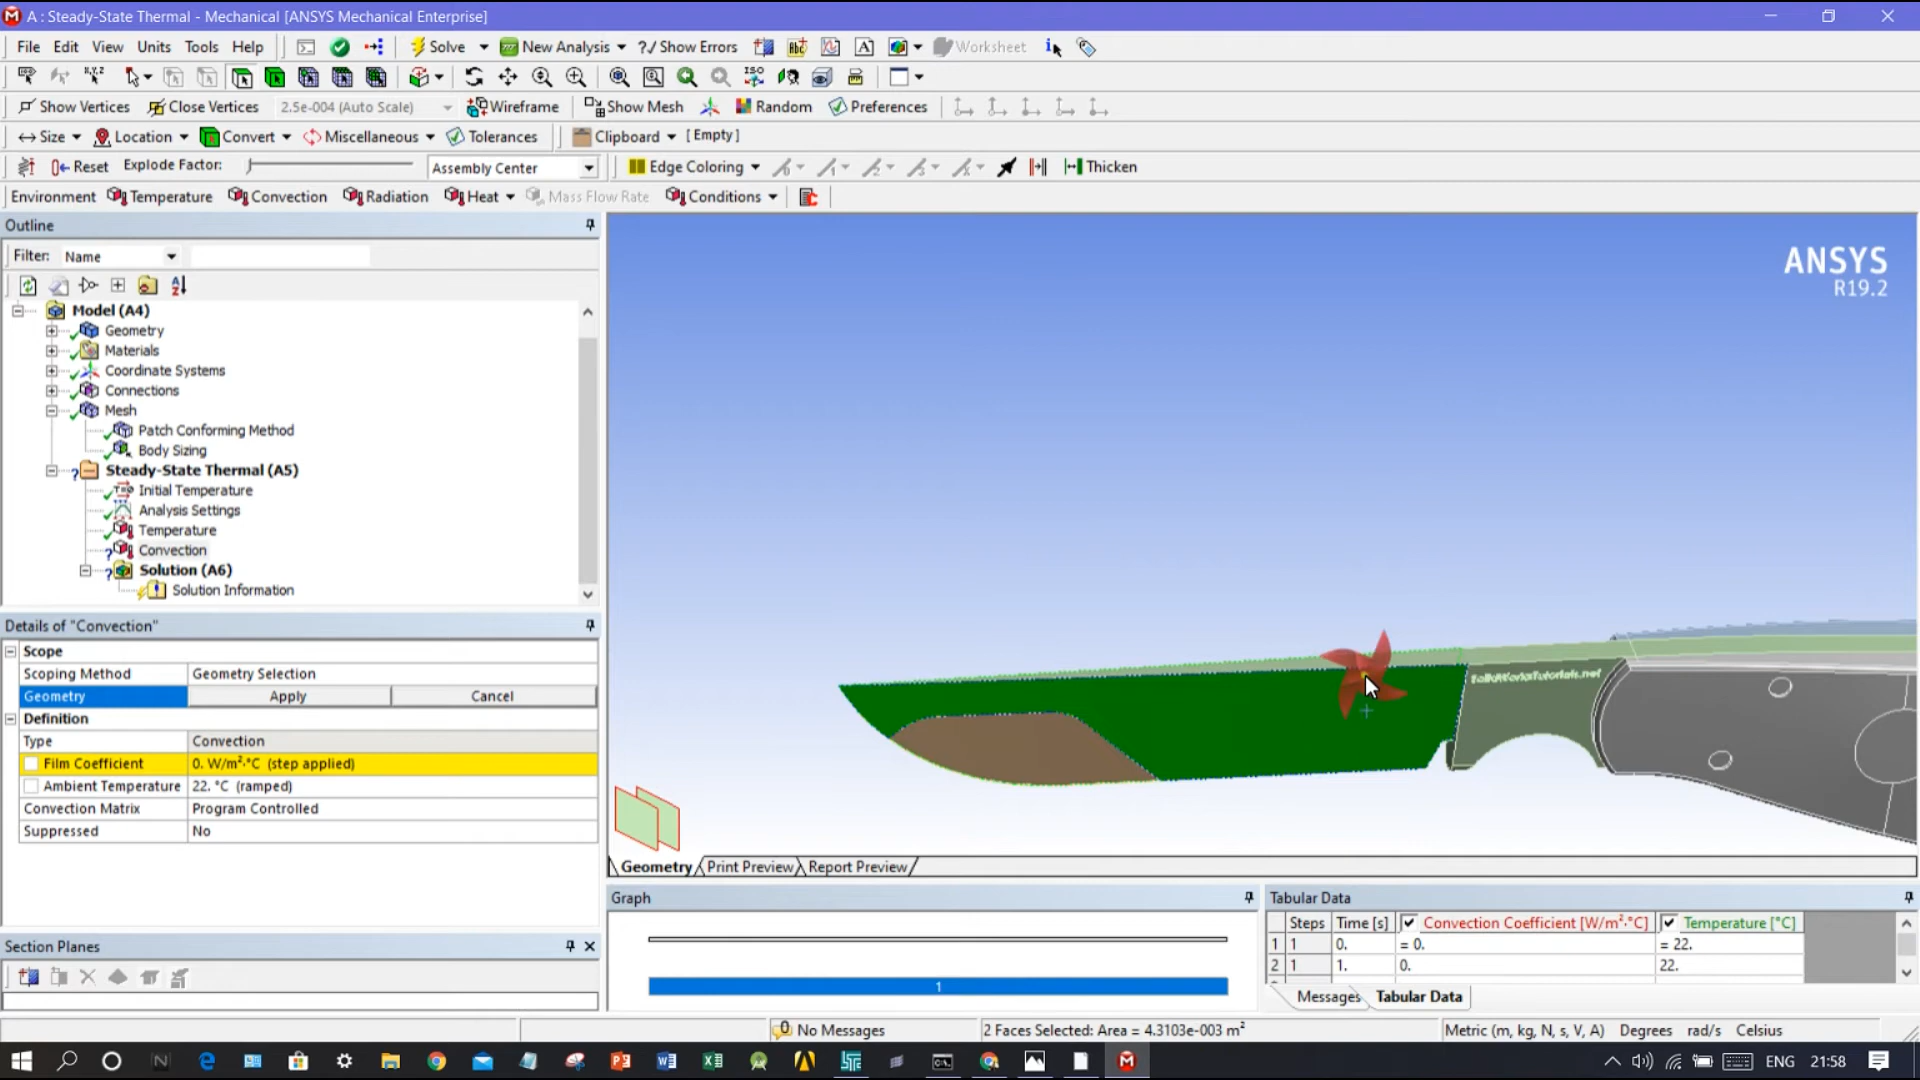 A : Steady-State Thermal - Mechanical [ANSYS Mechanical Enterprise]
File Edit View Units Tools Help Solve New Analysis ?/ Show Errors Worksheet
Show Vertices Close Vertices 2.5e-004 (Auto Scale) Wireframe Show Mesh Random Preferences
Size Location Convert Miscellaneous Tolerances Clipboard [ Empty ]
Reset Explode Factor: Assembly Center Edge Coloring Thicken
Environment Temperature Convection Radiation Heat Mass Flow Rate Conditions
Outline
Filter: Name
Model (A4)
Geometry
Materials
Coordinate Systems
Connections
Mesh
Patch Conforming Method
Body Sizing
Steady-State Thermal (A5)
Initial Temperature
Analysis Settings
Temperature
Convection
Solution (A6)
Solution Information
Details of "Convection"
Scope
Scoping Method Geometry Selection
Geometry Apply Cancel
Definition
Type Convection
Film Coefficient 0. W/m²·°C (step applied)
Ambient Temperature 22. °C (ramped)
Convection Matrix Program Controlled
Suppressed No
Section Planes
ANSYS
R19.2
Geometry Print Preview Report Preview
Graph
1
Tabular Data
Steps Time [s] Convection Coefficient [W/m²·°C] Temperature [°C]
1 1 0. = 0. = 22.
2 1 1. 0. 22.
Messages Tabular Data
0 No Messages 2 Faces Selected: Area = 4.3103e-003 m² Metric (m, kg, N, s, V, A) Degrees rad/s Celsius
ENG 21:58